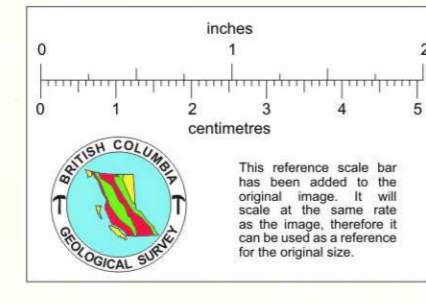 inches
0 1 2
0 1 2 3 4 5
centimetres
BRITISH COLUMBIA
GEOLOGICAL SURVEY
This reference scale bar
has been added to the
original image. It will
scale at the same rate
as the image, therefore it
can be used as a reference
for the original size.